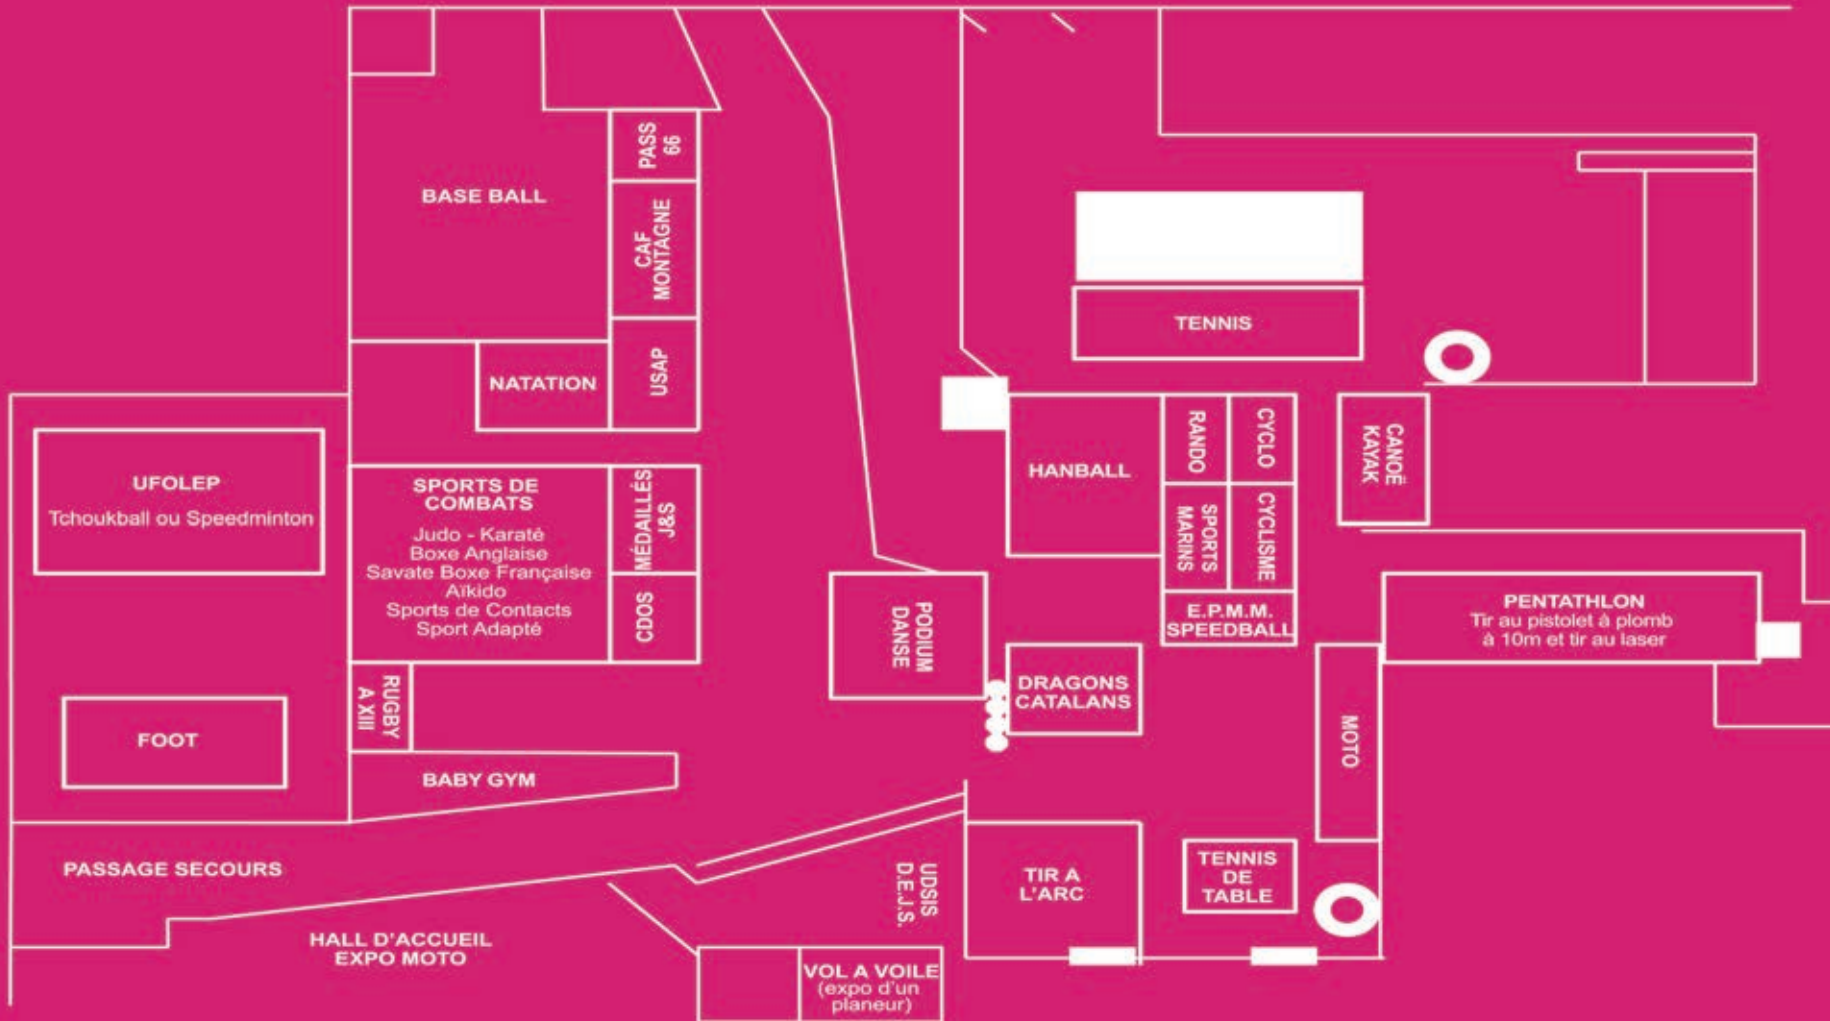 PASS
66
BASE BALL
CAF
MONTAGNE
TENNIS
USAP
NATATION
RANDO
CYCLO
CANOË
KAYAK
HANBALL
UFOLEP
Tchoukball ou Speedminton
SPORTS DE
COMBATS
Judo - Karaté
Boxe Anglaise
Savate Boxe Française
Aïkido
Sports de Contacts
Sport Adapté
MÉDAILLÉS
J&S
CDOS
SPORTS
MARINS
CYCLISME
E.P.M.M.
SPEEDBALL
PENTATHLON
Tir au pistolet à plomb
à 10m et tir au laser
PODIUM
DANSE
DRAGONS
CATALANS
RUGBY
A XIII
FOOT
MOTO
BABY GYM
PASSAGE SECOURS
UDSIS
D.E.J.S.
TIR A
L'ARC
TENNIS
DE
TABLE
HALL D'ACCUEIL
EXPO MOTO
VOL A VOILE
(expo d'un
planeur)